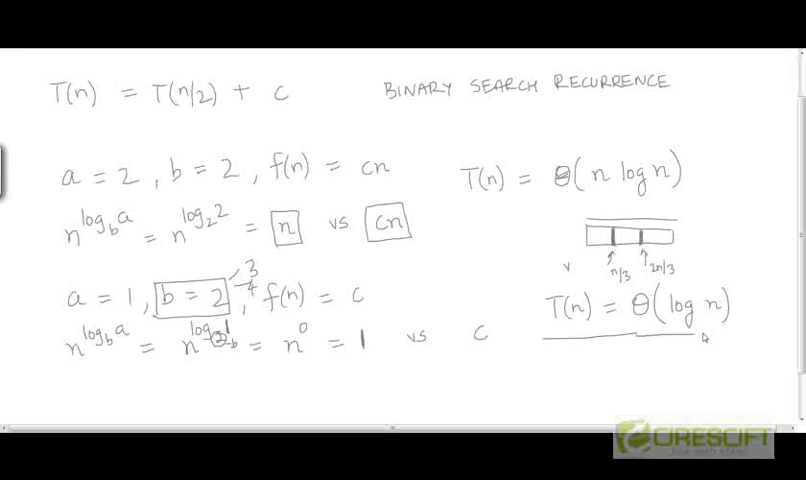 T(n) = T(n/2) + c
BINARY SEARCH RECURRENCE
a = 2, b = 2, f(n) = cn
T(n) = Θ(n log n)
n^log_b a = n^log_2 2 = n vs cn
n/3 2n/3
3
4
a = 1, b = 2, f(n) = c
T(n) = Θ(log n)
n^log_2 1 b = n^0 = 1 vs c
CIRESOFT